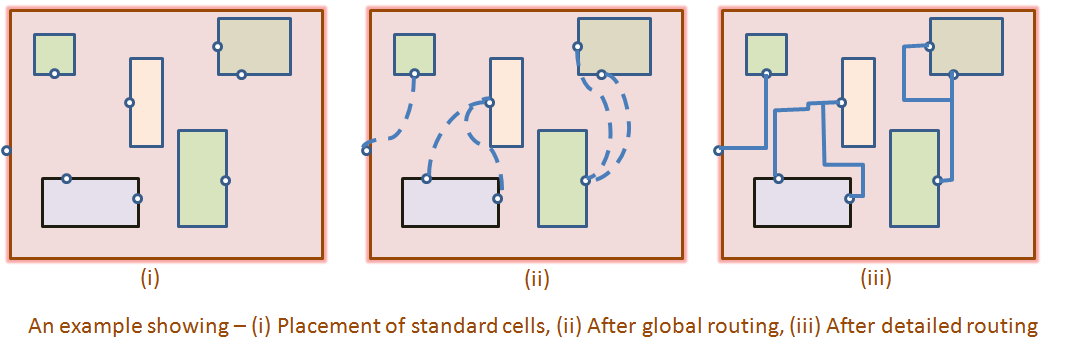 (i)
(ii)
(iii)
An example showing – (i) Placement of standard cells, (ii) After global routing, (iii) After detailed routing